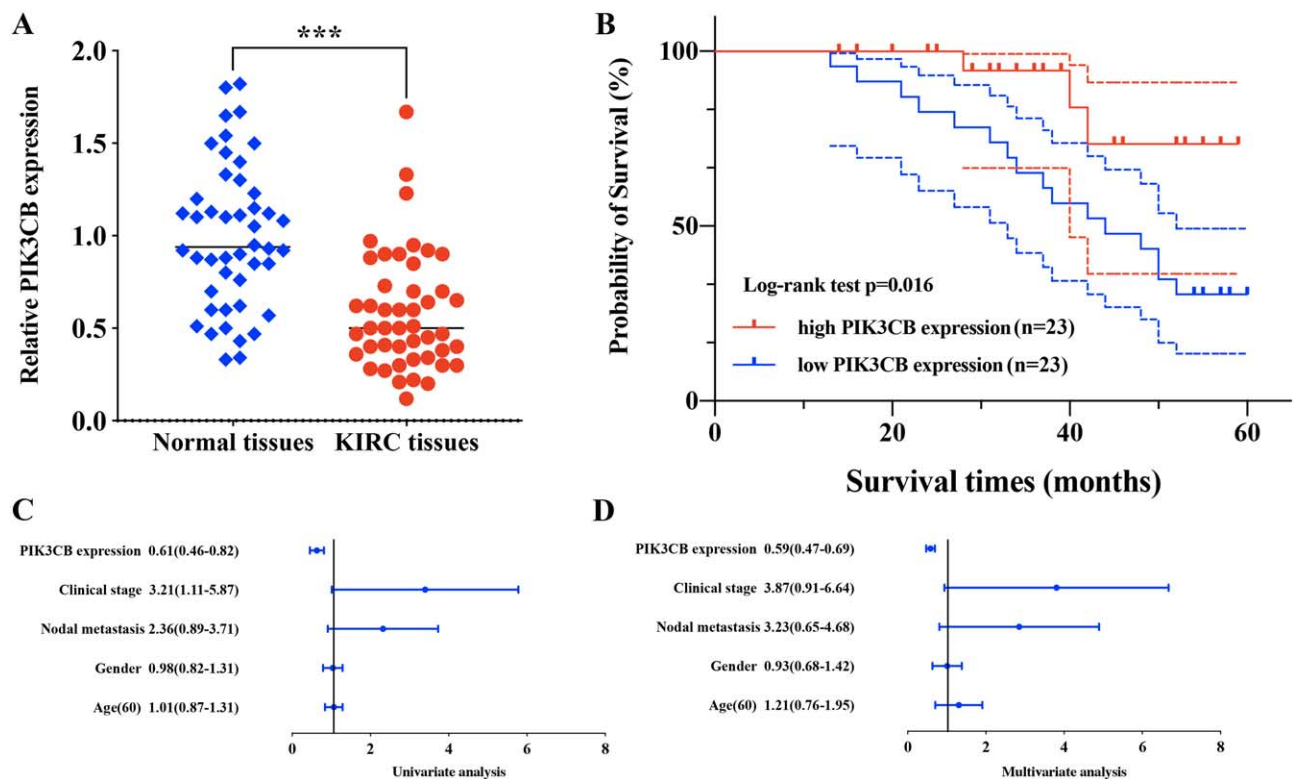 A
***
2.0
1.5
1.0
0.5
0.0
Relative PIK3CB expression
Normal tissues
KIRC tissues
B
100
50
0
Probability of Survival (%)
Log-rank test p=0.016
high PIK3CB expression (n=23)
low PIK3CB expression (n=23)
0 20 40 60
Survival times (months)
C
PIK3CB expression 0.61(0.46-0.82)
Clinical stage 3.21(1.11-5.87)
Nodal metastasis 2.36(0.89-3.71)
Gender 0.98(0.82-1.31)
Age(60) 1.01(0.87-1.31)
0 2 4 6 8
Univariate analysis
D
PIK3CB expression 0.59(0.47-0.69)
Clinical stage 3.87(0.91-6.64)
Nodal metastasis 3.23(0.65-4.68)
Gender 0.93(0.68-1.42)
Age(60) 1.21(0.76-1.95)
0 2 4 6 8
Multivariate analysis